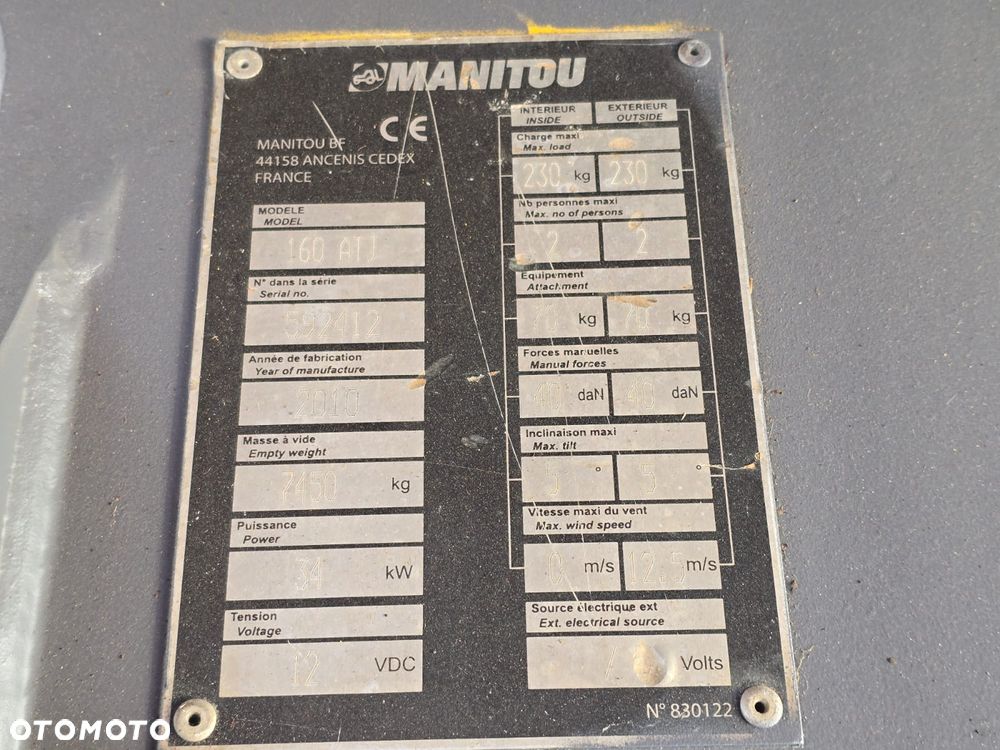 MANITOU
CE
MANITOU BF
44158 ANCENIS CEDEX
FRANCE
MODELE
MODEL
160 ATJ
N° dans la série
Serial no.
592412
Année de fabrication
Year of manufacture
2010
Masse à vide
Empty weight
7450 kg
Puissance
Power
34 kW
Tension
Voltage
12 VDC
INTERIEUR EXTERIEUR
INSIDE OUTSIDE
Charge maxi
Max. load
230 kg 230 kg
Nb personnes maxi
Max. no of persons
2 2
Equipement
Attachment
70 kg 70 kg
Forces manuelles
Manual forces
40 daN 40 daN
Inclinaison maxi
Max. tilt
5 ° 5 °
Vitesse maxi du vent
Max. wind speed
0 m/s 12.5 m/s
Source électrique ext
Ext. electrical source
/ Volts
N° 830122
OTOMOTO